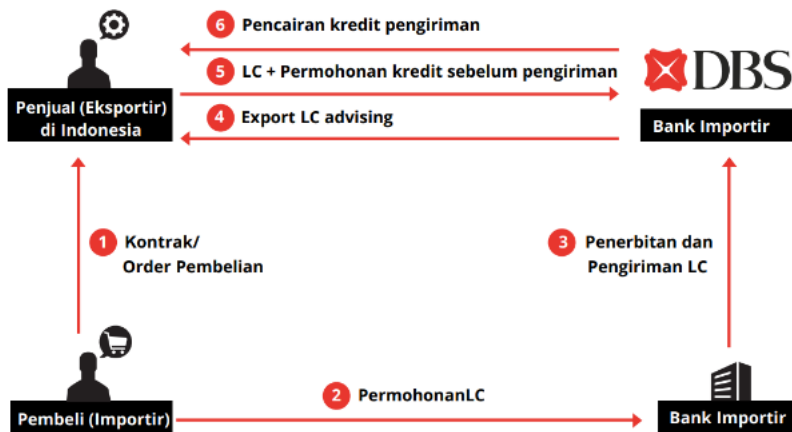 6 Pencairan kredit pengiriman
5 LC + Permohonan kredit sebelum pengiriman
4 Export LC advising
Penjual (Eksportir)
di Indonesia
DBS
Bank Importir
1 Kontrak/
Order Pembelian
3 Penerbitan dan
Pengiriman LC
2 PermohonanLC
Pembeli (Importir)
Bank Importir